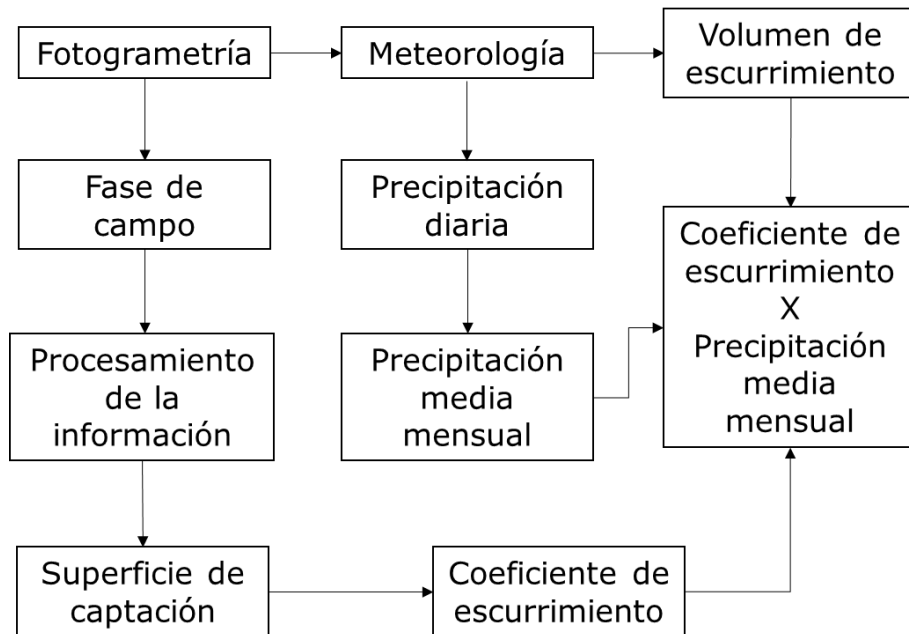 Fotogrametría
Meteorología
Volumen de
escurrimiento
Fase de
campo
Precipitación
diaria
Coeficiente de
escurrimiento
X
Precipitación
media
mensual
Procesamiento
de la
información
Precipitación
media
mensual
Superficie de
captación
Coeficiente de
escurrimiento